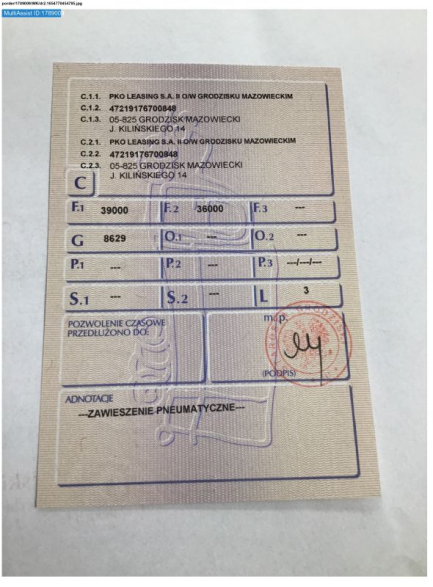 MultiAssist ID:1789009
C.1.1. PKO LEASING S.A. II O/W GRODZISKU MAZOWIECKIM
C.1.2. 47219176700848
C.1.3. 05-825 GRODZISK MAZOWIECKI
J. KILIŃSKIEGO 14
C.2.1. PKO LEASING S.A. II O/W GRODZISKU MAZOWIECKIM
C.2.2. 47219176700848
C.2.3. 05-825 GRODZISK MAZOWIECKI
J. KILIŃSKIEGO 14
C
F.1 39000 F.2 36000 F.3 ---
G 8629 O.1 --- O.2 ---
P.1 --- P.2 --- P.3 ---/---/---
S.1 --- S.2 --- L 3
POZWOLENIE CZASOWE
PRZEDŁUŻONO DO:
m.p.
(PODPIS)
ADNOTACJE
---ZAWIESZENIE PNEUMATYCZNE---